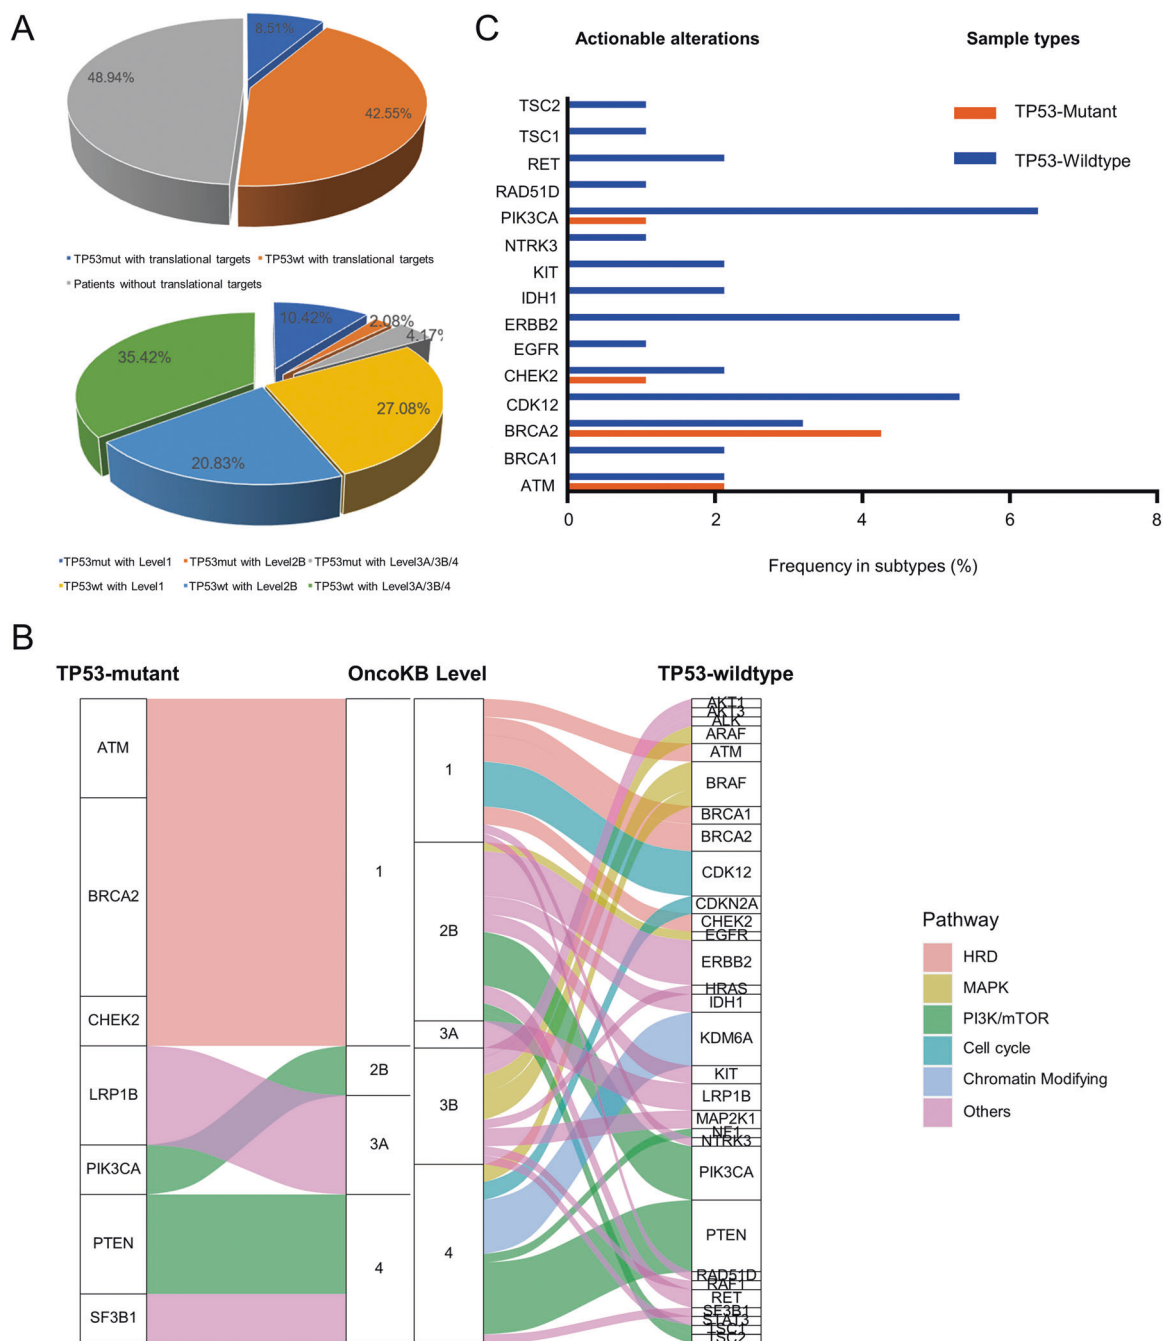 A
8.51%
48.94%
42.55%
TP53mut with translational targets TP53wt with translational targets
Patients without translational targets
10.42%
2.08%
4.17%
35.42%
27.08%
20.83%
TP53mut with Level1 TP53mut with Level2B TP53mut with Level3A/3B/4
TP53wt with Level1 TP53wt with Level2B TP53wt with Level3A/3B/4
C
Actionable alterations Sample types
TP53-Mutant
TP53-Wildtype
TSC2
TSC1
RET
RAD51D
PIK3CA
NTRK3
KIT
IDH1
ERBB2
EGFR
CHEK2
CDK12
BRCA2
BRCA1
ATM
0 2 4 6 8
Frequency in subtypes (%)
B
TP53-mutant OncoKB Level TP53-wildtype
ATM
BRCA2
CHEK2
LRP1B
PIK3CA
PTEN
SF3B1
1
2B
3A
4
1
2B
3A
3B
4
AKT1
AKT3
ALK
ARAF
ATM
BRAF
BRCA1
BRCA2
CDK12
CDKN2A
CHEK2
EGFR
ERBB2
HRAS
IDH1
KDM6A
KIT
LRP1B
MAP2K1
NF1
NTRK3
PIK3CA
PTEN
RAD51D
RAF1
RET
SF3B1
STAT3
TSC1
TSC2
Pathway
HRD
MAPK
PI3K/mTOR
Cell cycle
Chromatin Modifying
Others